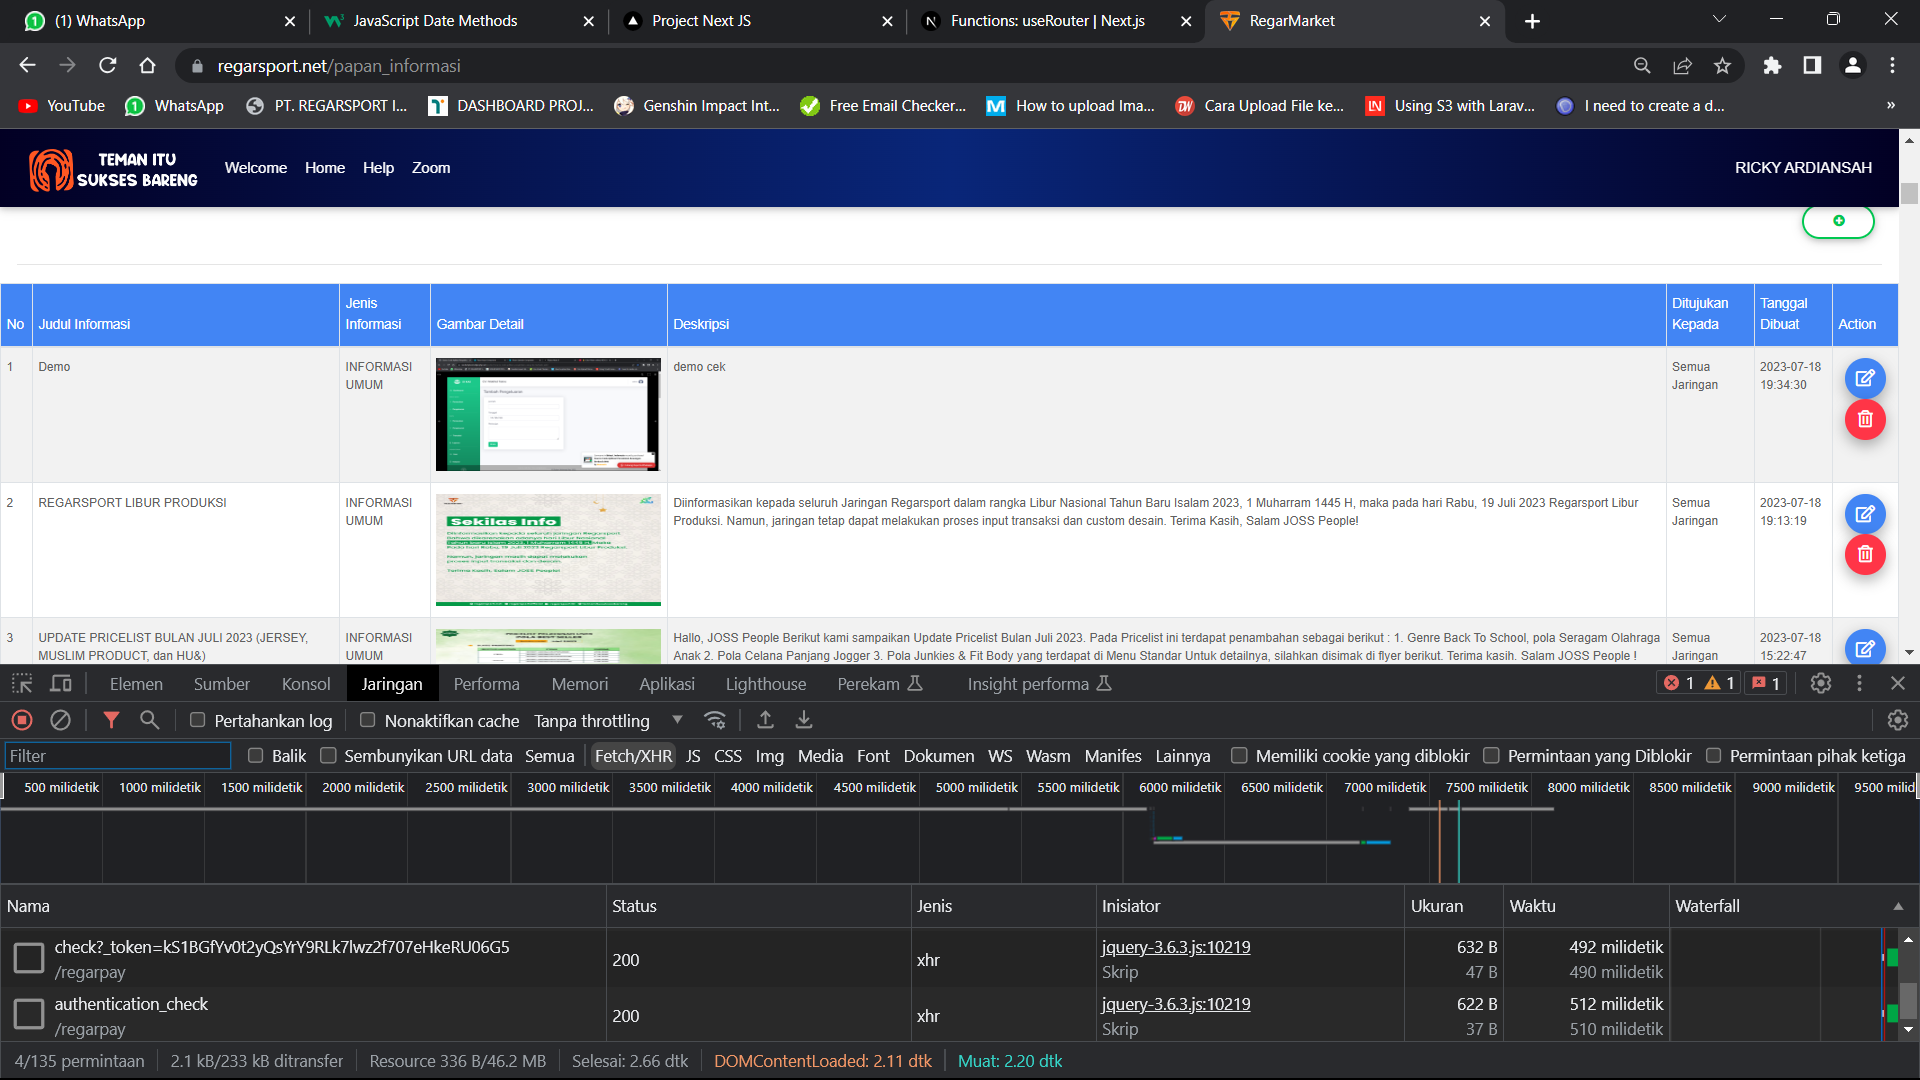 (1) WhatsApp
JavaScript Date Methods
Project Next JS
Functions: useRouter | Next.js
RegarMarket
regarsport.net/papan_informasi
YouTube
WhatsApp
PT. REGARSPORT I...
DASHBOARD PROJ...
Genshin Impact Int...
Free Email Checker...
How to upload Ima...
Cara Upload File ke...
Using S3 with Larav...
I need to create a d...
»
TEMAN ITU
SUKSES BARENG
Welcome Home Help Zoom
RICKY ARDIANSAH
No
Judul Informasi
Jenis
Informasi
Gambar Detail
Deskripsi
Ditujukan
Kepada
Tanggal
Dibuat
Action
1
Demo
INFORMASI
UMUM
demo cek
Semua
Jaringan
2023-07-18
19:34:30
2
REGARSPORT LIBUR PRODUKSI
INFORMASI
UMUM
Sekilas Info
Diinformasikan kepada seluruh Jaringan Regarsport dalam rangka Libur Nasional Tahun Baru Isalam 2023, 1 Muharram 1445 H, maka pada hari Rabu, 19 Juli 2023 Regarsport Libur
Produksi. Namun, jaringan tetap dapat melakukan proses input transaksi dan custom desain. Terima Kasih, Salam JOSS People!
Semua
Jaringan
2023-07-18
19:13:19
3
UPDATE PRICELIST BULAN JULI 2023 (JERSEY,
MUSLIM PRODUCT, dan HU&)
INFORMASI
UMUM
Hallo, JOSS People Berikut kami sampaikan Update Pricelist Bulan Juli 2023. Pada Pricelist ini terdapat penambahan sebagai berikut : 1. Genre Back To School, pola Seragam Olahraga
Anak 2. Pola Celana Panjang Jogger 3. Pola Junkies & Fit Body yang terdapat di Menu Standar Untuk detailnya, silahkan disimak di flyer berikut. Terima kasih. Salam JOSS People !
Semua
Jaringan
2023-07-18
15:22:47
Elemen Sumber Konsol Jaringan Performa Memori Aplikasi Lighthouse Perekam Insight performa
1 1 1
Pertahankan log Nonaktifkan cache Tanpa throttling
Filter
Balik Sembunyikan URL data Semua Fetch/XHR JS CSS Img Media Font Dokumen WS Wasm Manifes Lainnya Memiliki cookie yang diblokir Permintaan yang Diblokir Permintaan pihak ketiga
500 milidetik 1000 milidetik 1500 milidetik 2000 milidetik 2500 milidetik 3000 milidetik 3500 milidetik 4000 milidetik 4500 milidetik 5000 milidetik 5500 milidetik 6000 milidetik 6500 milidetik 7000 milidetik 7500 milidetik 8000 milidetik 8500 milidetik 9000 milidetik 9500 milid
Nama Status Jenis Inisiator Ukuran Waktu Waterfall
check?_token=kS1BGfYv0t2yQsYrY9RLk7lwz2f707eHkeRU06G5
/regarpay
200
xhr
jquery-3.6.3.js:10219
Skrip
632 B
47 B
492 milidetik
490 milidetik
authentication_check
/regarpay
200
xhr
jquery-3.6.3.js:10219
Skrip
622 B
37 B
512 milidetik
510 milidetik
4/135 permintaan 2.1 kB/233 kB ditransfer Resource 336 B/46.2 MB Selesai: 2.66 dtk DOMContentLoaded: 2.11 dtk Muat: 2.20 dtk